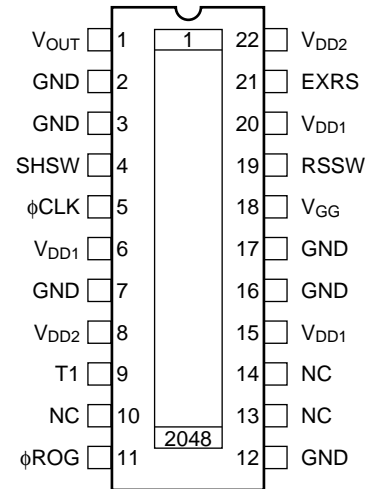 VOUT 1 1 22 VDD2
GND 2 21 EXRS
GND 3 20 VDD1
SHSW 4 19 RSSW
ϕCLK 5 18 VGG
VDD1 6 17 GND
GND 7 16 GND
VDD2 8 15 VDD1
T1 9 14 NC
NC 10 13 NC
ϕROG 11 2048 12 GND